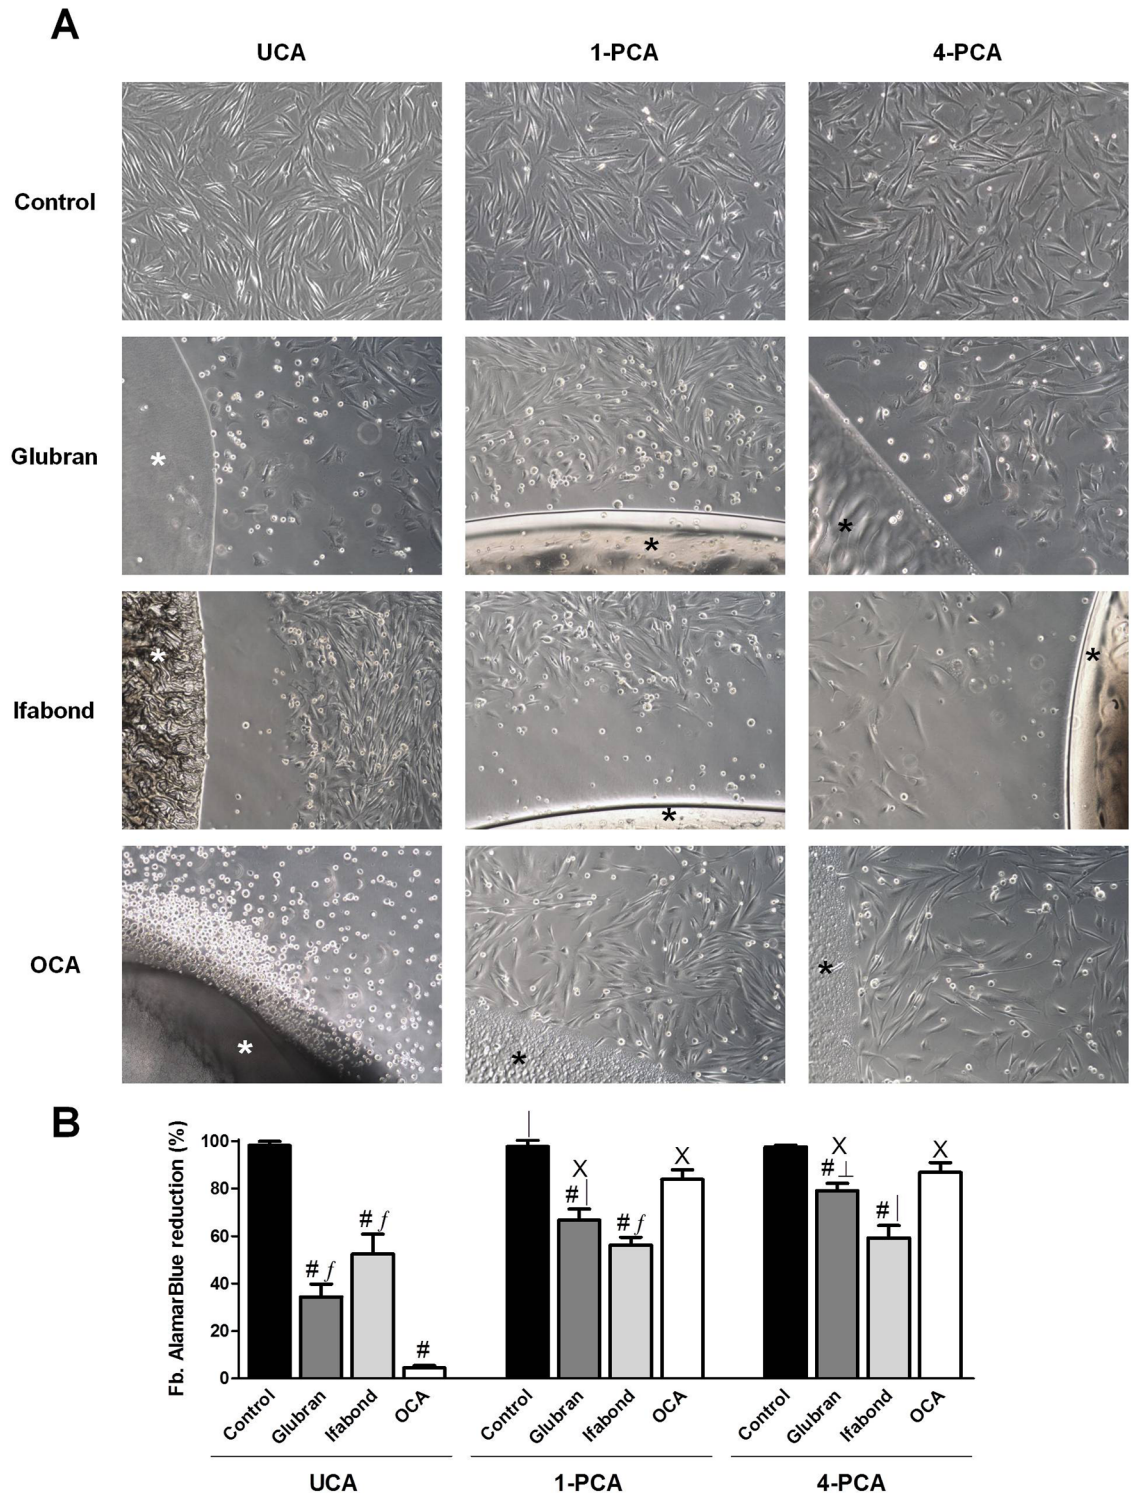 A
UCA 1-PCA 4-PCA
Control
Glubran
*
*
*
Ifabond
*
*
*
OCA
*
*
*
B
Fb. AlamarBlue reduction (%)
100
80
60
40
20
0
# ƒ
# ƒ
#
|
X
# |
# ƒ
X
X
# ⊥
# |
X
Control Glubran Ifabond OCA Control Glubran Ifabond OCA Control Glubran Ifabond OCA
UCA 1-PCA 4-PCA